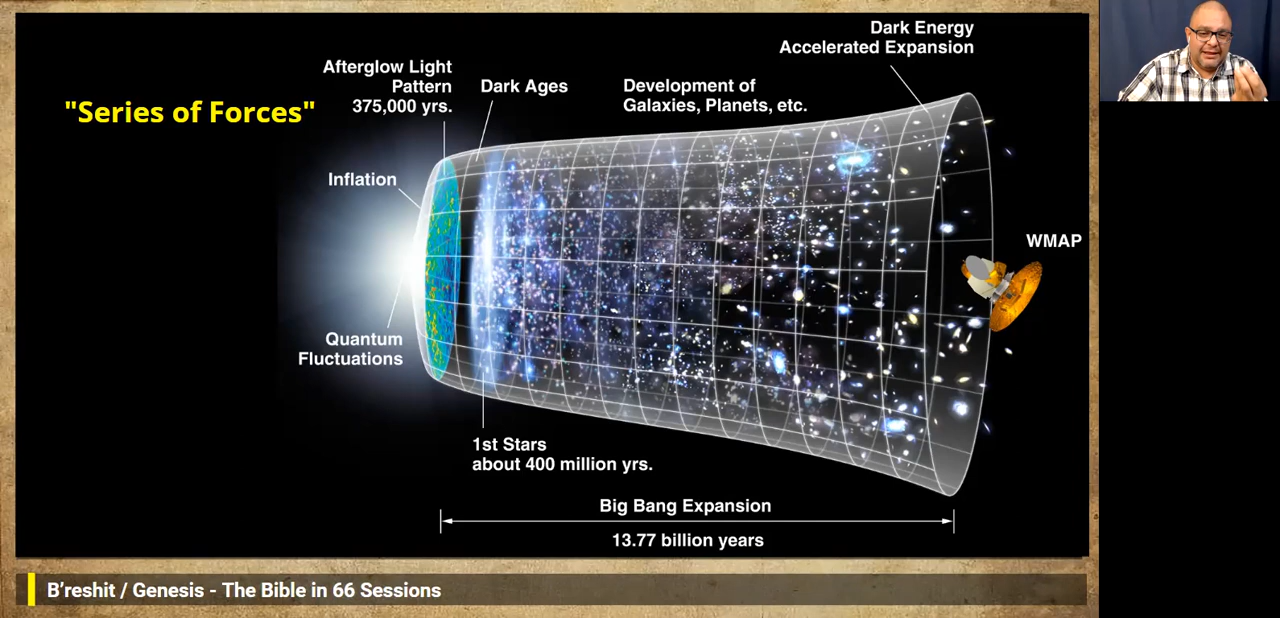 "Series of Forces"
Afterglow Light
Pattern
375,000 yrs.
Dark Ages
Development of
Galaxies, Planets, etc.
Dark Energy
Accelerated Expansion
Inflation
WMAP
Quantum
Fluctuations
1st Stars
about 400 million yrs.
Big Bang Expansion
13.77 billion years
B'reshit / Genesis - The Bible in 66 Sessions